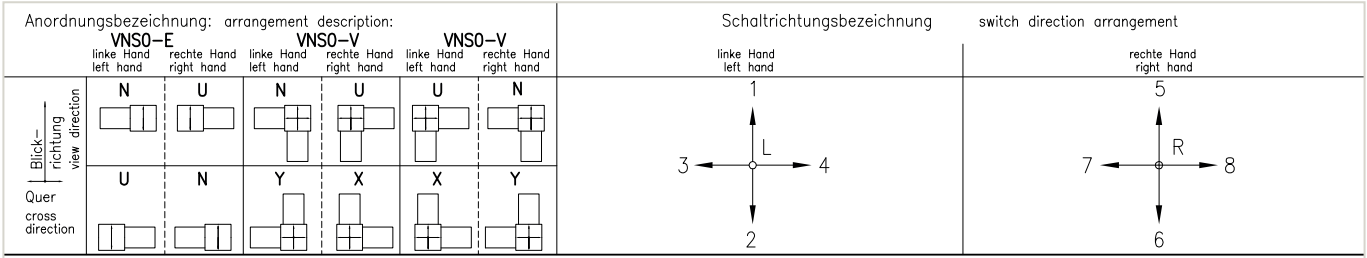 Anordnungsbezeichnung: arrangement description:
VNSO-E VNSO-V VNSO-V
linke Hand rechte Hand linke Hand rechte Hand linke Hand rechte Hand
left hand right hand left hand right hand left hand right hand
N U N U U N
Blick-
richtung
view direction
U N Y X X Y
Quer
cross
direction
Schaltrichtungsbezeichnung switch direction arrangement
linke Hand
left hand
1
L
3 4
2
rechte Hand
right hand
5
R
7 8
6